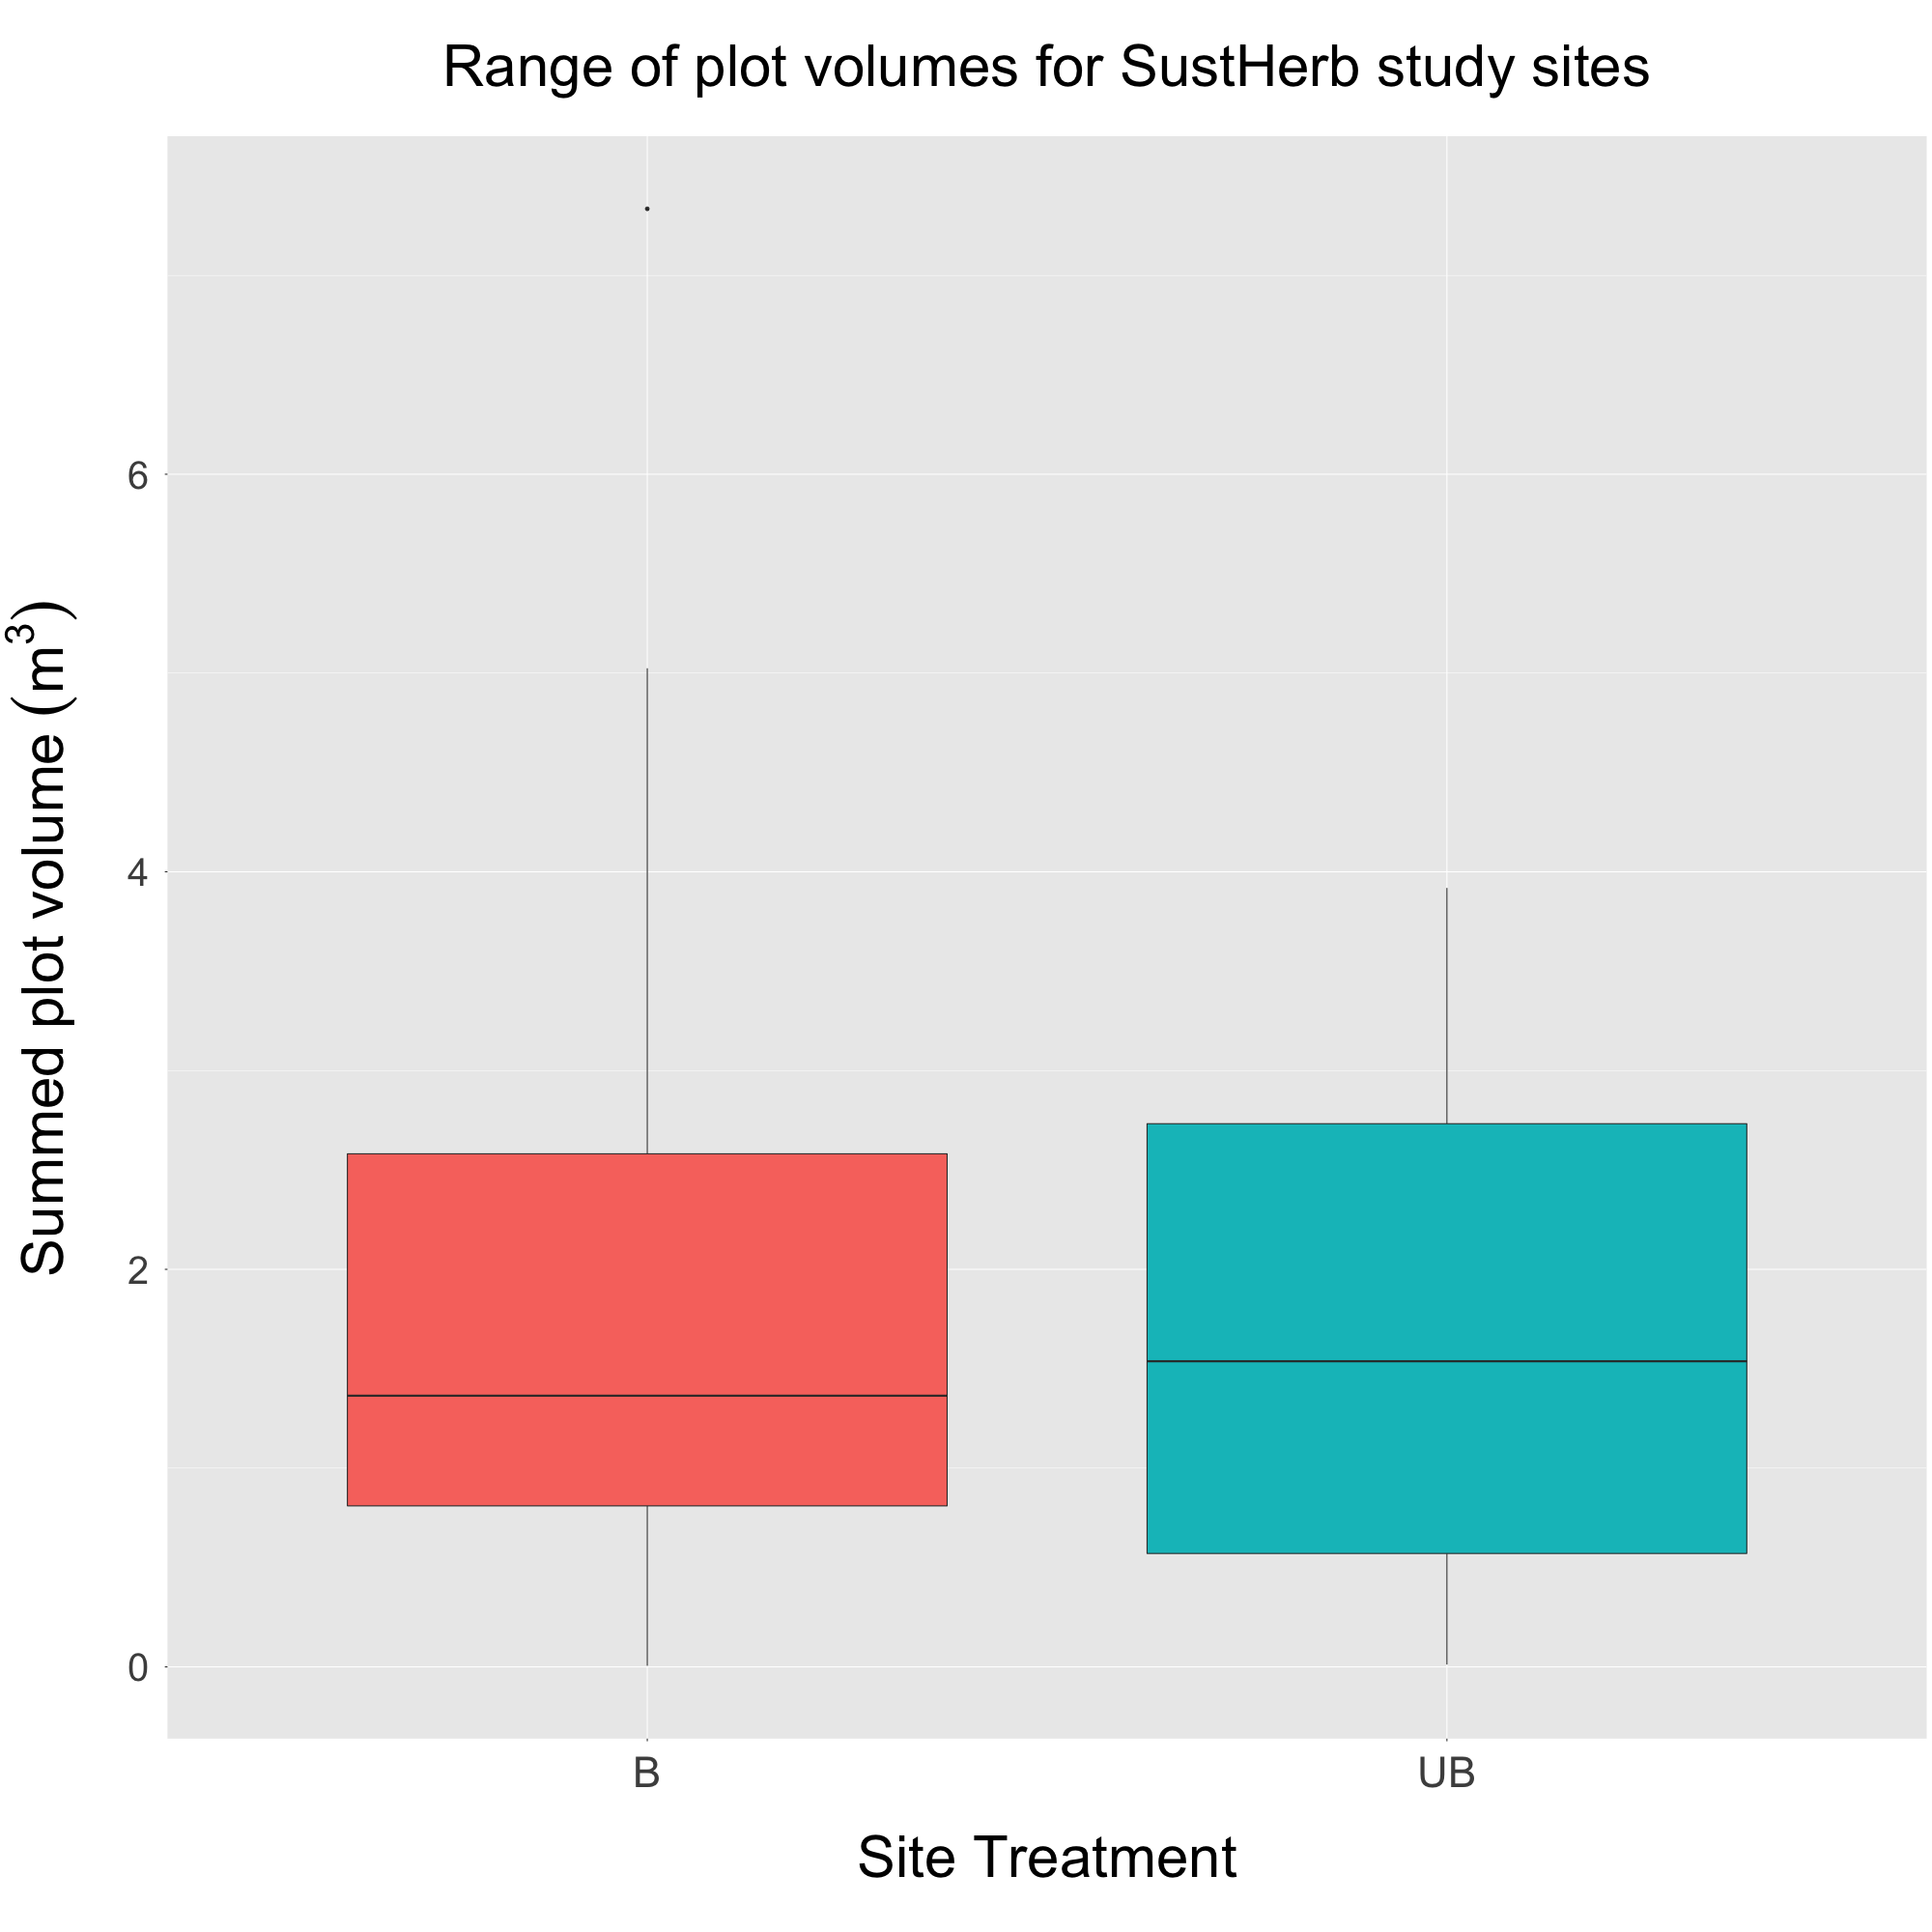 Range of plot volumes for SustHerb study sites
Summed plot volume (m³)
6
4
2
0
B
UB
Site Treatment